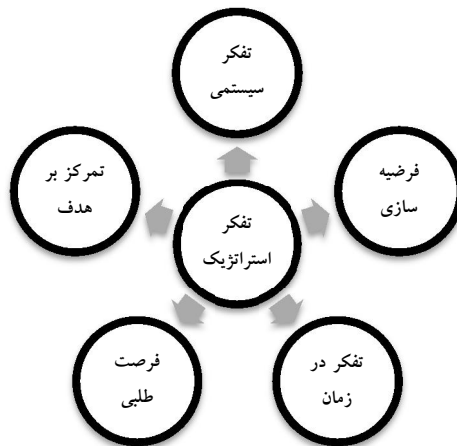 تفکر
سیستمی
فرضیه
سازی
تمرکز بر
هدف
تفکر
استراتژیک
تفکر در
زمان
فرصت
طلبی